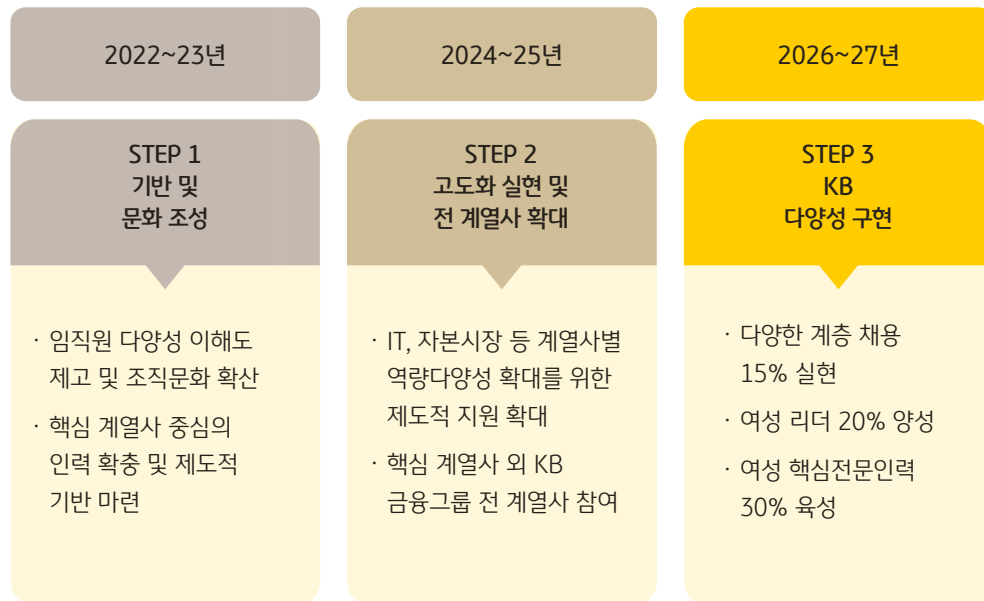 2022~23년
STEP 1
기반 및
문화 조성
· 임직원 다양성 이해도
제고 및 조직문화 확산
· 핵심 계열사 중심의
인력 확충 및 제도적
기반 마련
2024~25년
STEP 2
고도화 실현 및
전 계열사 확대
· IT, 자본시장 등 계열사별
역량다양성 확대를 위한
제도적 지원 확대
· 핵심 계열사 외 KB
금융그룹 전 계열사 참여
2026~27년
STEP 3
KB
다양성 구현
· 다양한 계층 채용
15% 실현
· 여성 리더 20% 양성
· 여성 핵심전문인력
30% 육성